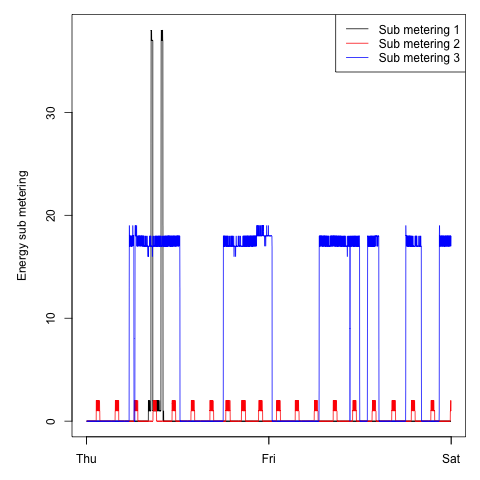 Sub metering 1
Sub metering 2
Sub metering 3
Energy sub metering
30
20
10
0
Thu
Fri
Sat